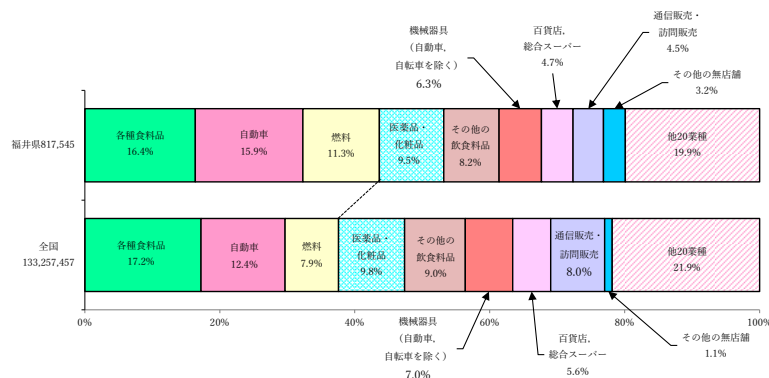 通信販売・
訪問販売
4.5%
機械器具
（自動車,
自転車を除く）
6.3%
百貨店,
総合スーパー
4.7%
その他の無店舗
3.2%
福井県817,545
各種食料品
16.4%
自動車
15.9%
燃料
11.3%
医薬品・
化粧品
9.5%
その他の
飲食料品
8.2%
他20業種
19.9%
全国
133,257,457
各種食料品
17.2%
自動車
12.4%
燃料
7.9%
医薬品・
化粧品
9.8%
その他の
飲食料品
9.0%
通信販売・
訪問販売
8.0%
他20業種
21.9%
0%
20%
40%
60%
80%
100%
機械器具
（自動車,
自転車を除く）
7.0%
百貨店,
総合スーパー
5.6%
その他の無店舗
1.1%